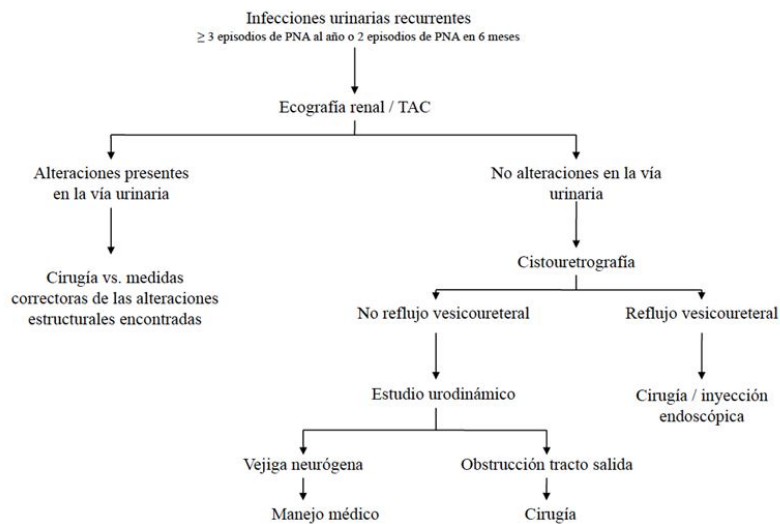 Infecciones urinarias recurrentes
≥ 3 episodios de PNA al año o 2 episodios de PNA en 6 meses
Ecografía renal / TAC
Alteraciones presentes
en la vía urinaria
No alteraciones en la vía
urinaria
Cirugía vs. medidas
correctoras de las alteraciones
estructurales encontradas
Cistouretrografía
No reflujo vesicoureteral
Reflujo vesicoureteral
Estudio urodinámico
Cirugía / inyección
endoscópica
Vejiga neurógena
Obstrucción tracto salida
Manejo médico
Cirugía